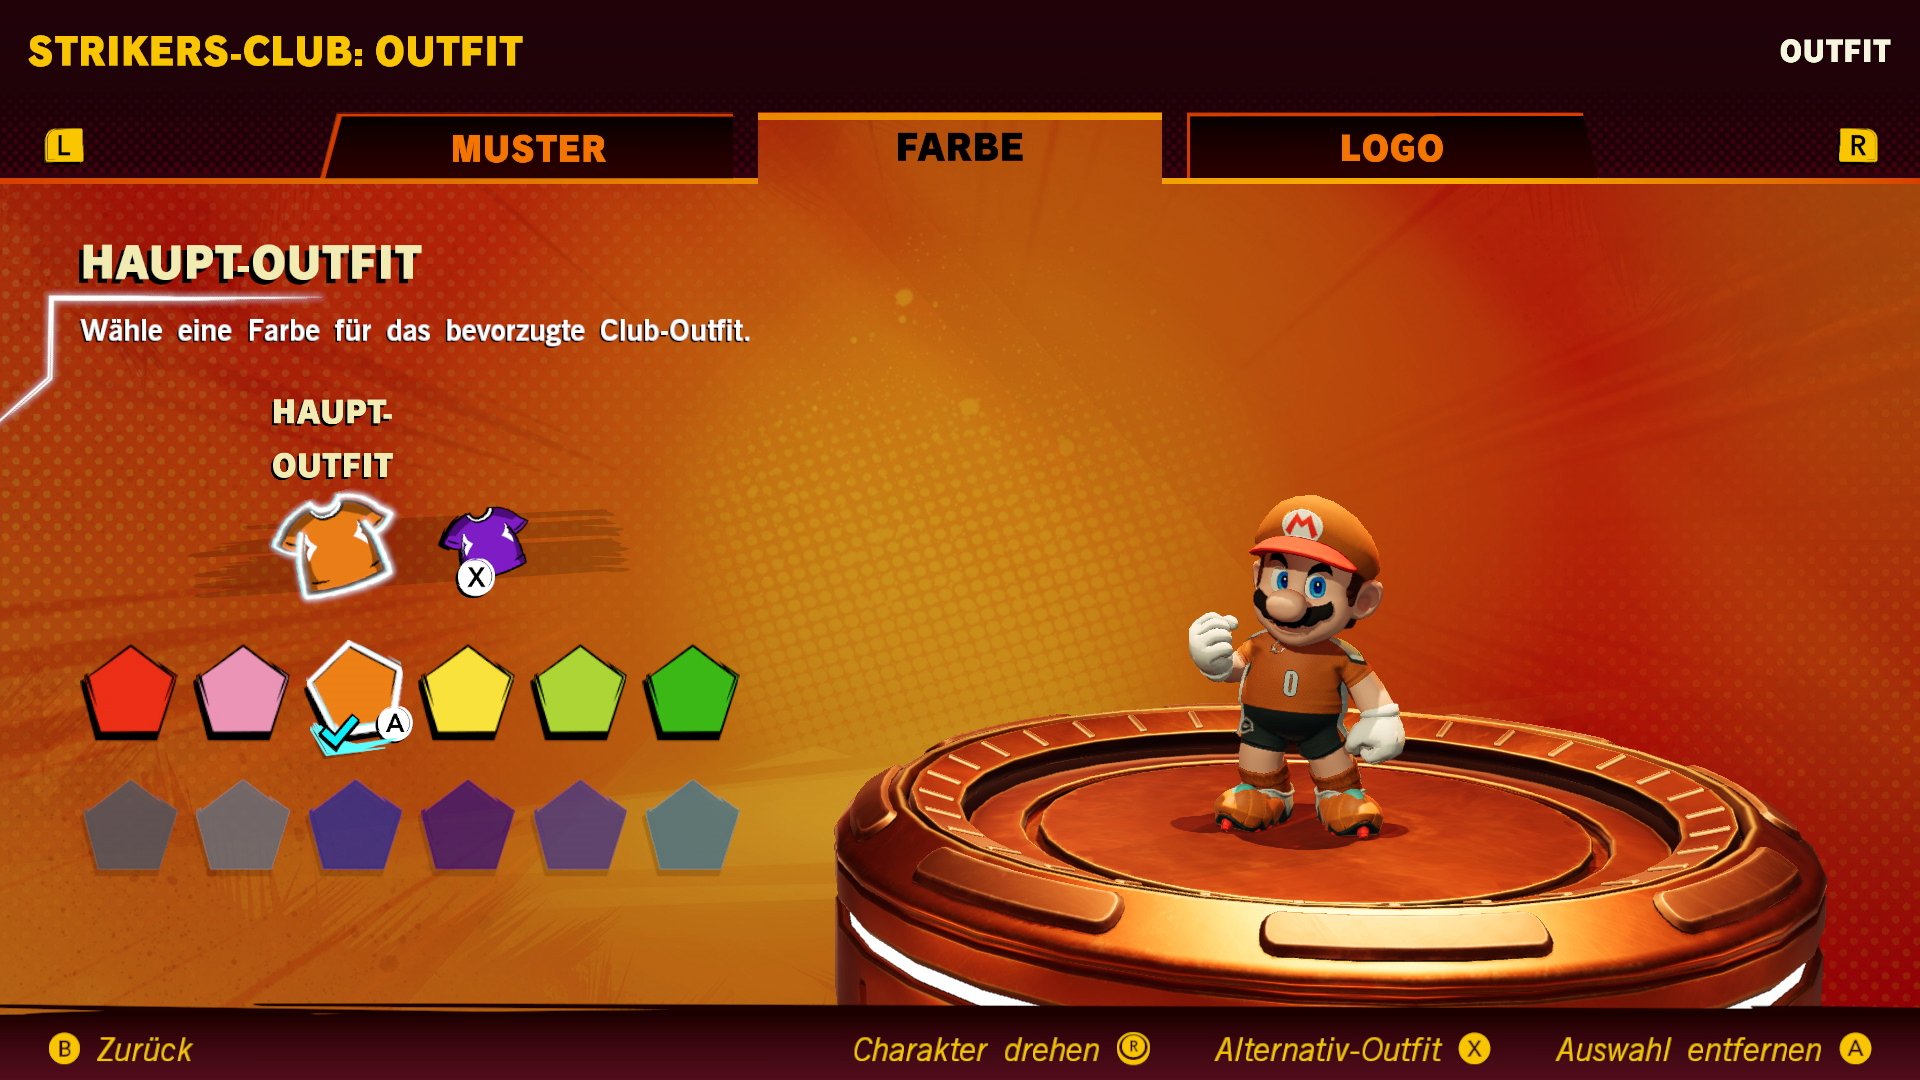 STRIKERS-CLUB: OUTFIT
OUTFIT
L
MUSTER
FARBE
LOGO
R
HAUPT-OUTFIT
Wähle eine Farbe für das bevorzugte Club-Outfit.
HAUPT-
OUTFIT
X
A
M
0
B Zurück
Charakter drehen R
Alternativ-Outfit X
Auswahl entfernen A